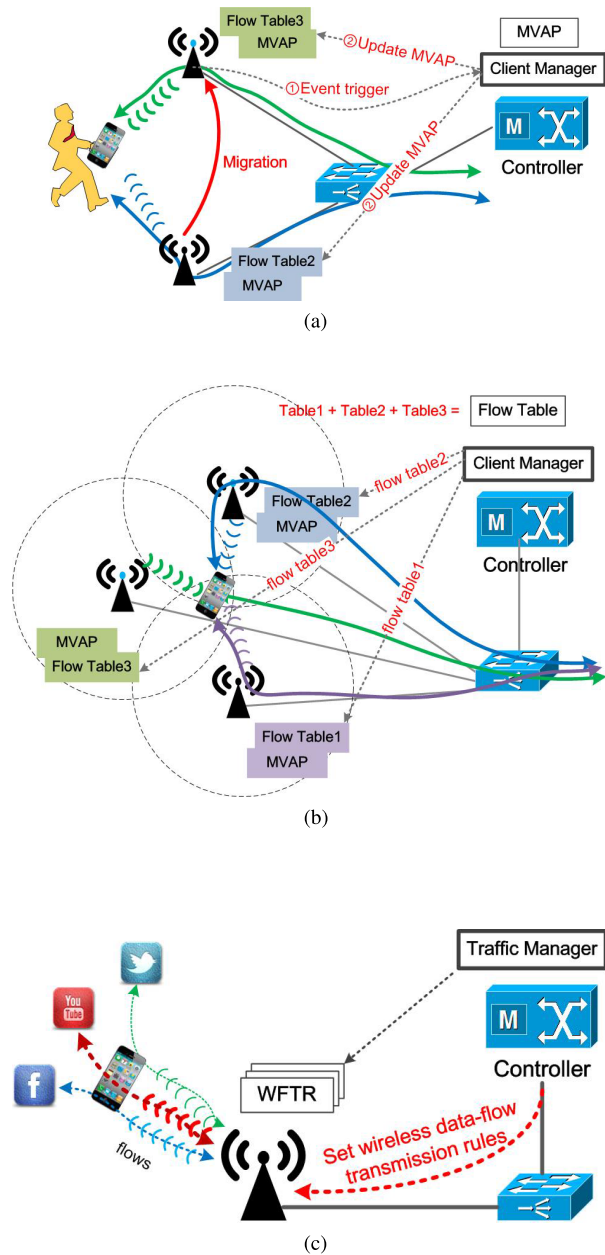 Flow Table3
MVAP
②Update MVAP
MVAP
Client Manager
①Event trigger
M
Controller
Migration
②Update MVAP
Flow Table2
MVAP
(a)
Table1 + Table2 + Table3 =
Flow Table
flow table2
Client Manager
Flow Table2
MVAP
M
flow table3
Controller
flow table1
MVAP
Flow Table3
Flow Table1
MVAP
(b)
Traffic Manager
You
Tube
M
f
WFTR
Controller
flows
Set wireless data-flow
transmission rules
(c)